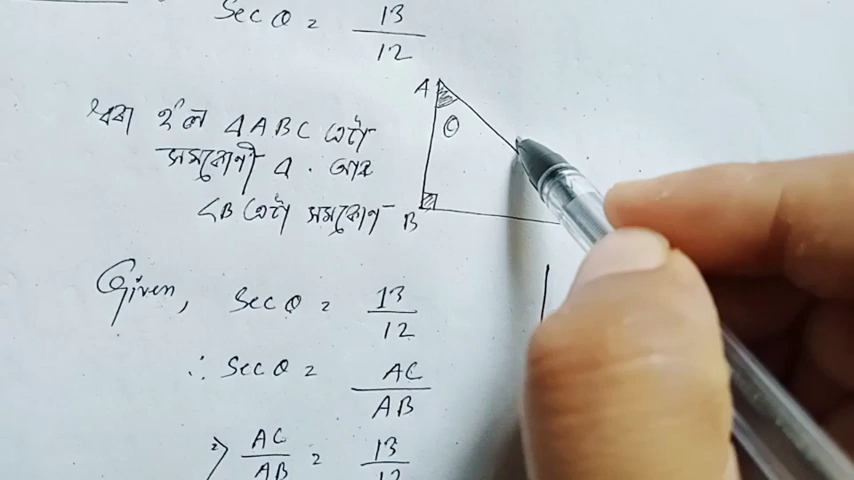 Sec θ = 13/12
ধৰা হ'ল ΔABC এটা
সমকোণী Δ. আৰু
∠B এটা সমকোণ
A
θ
B
Given, Sec θ = 13/12
∴ Sec θ = AC/AB
⇒ AC/AB = 13/12